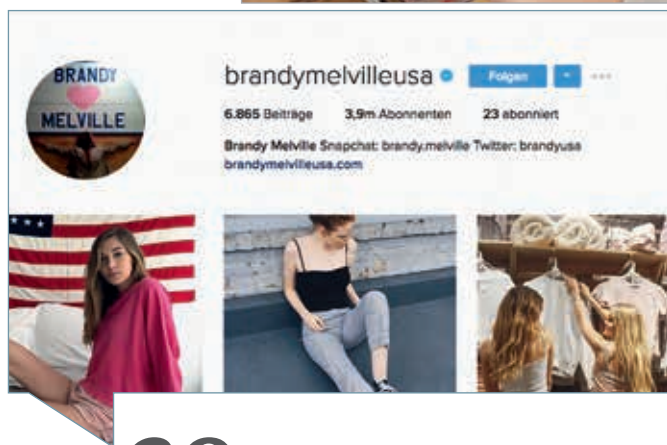 BRANDY
MELVILLE
brandymelvilleusa
Folgen
6.865 Beiträge 3,9m Abonnenten 23 abonniert
Brandy Melville Snapchat: brandy.melville Twitter: brandyusa
brandymelvilleusa.com